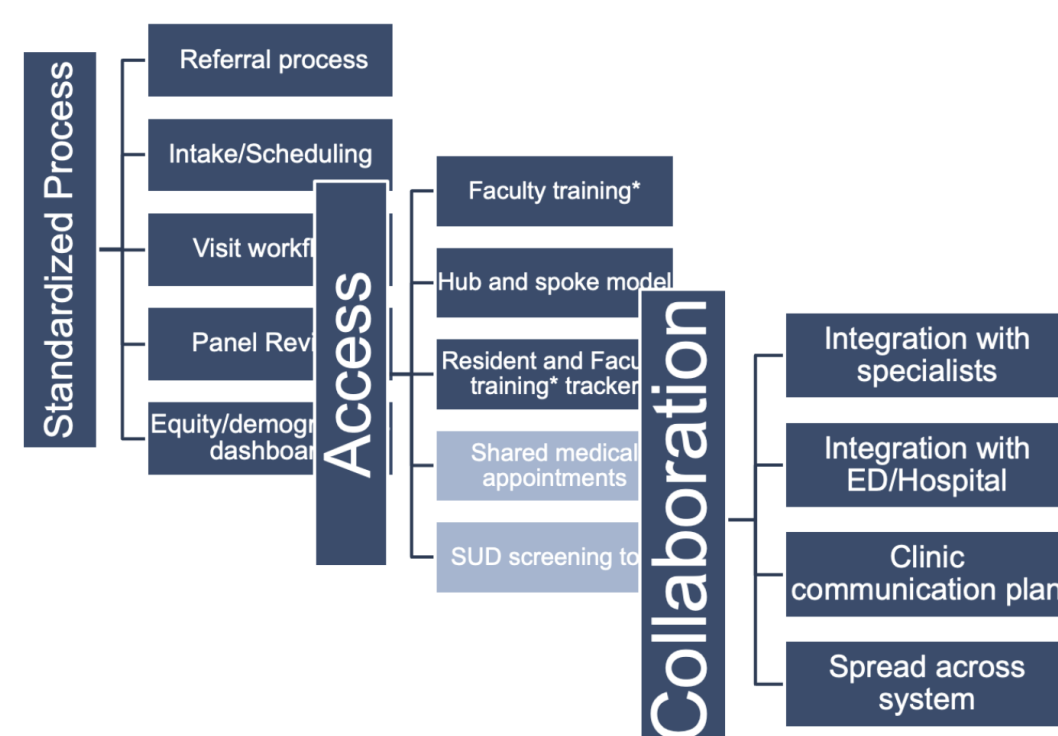 Standardized Process
Referral process
Intake/Scheduling
Visit workfl
Panel Revi
Equity/demogr
dashboar
Access
Faculty training*
Hub and spoke model
Resident and Facu
training* tracker
Shared medical
appointments
SUD screening to
Collaboration
Integration with
specialists
Integration with
ED/Hospital
Clinic
communication plan
Spread across
system